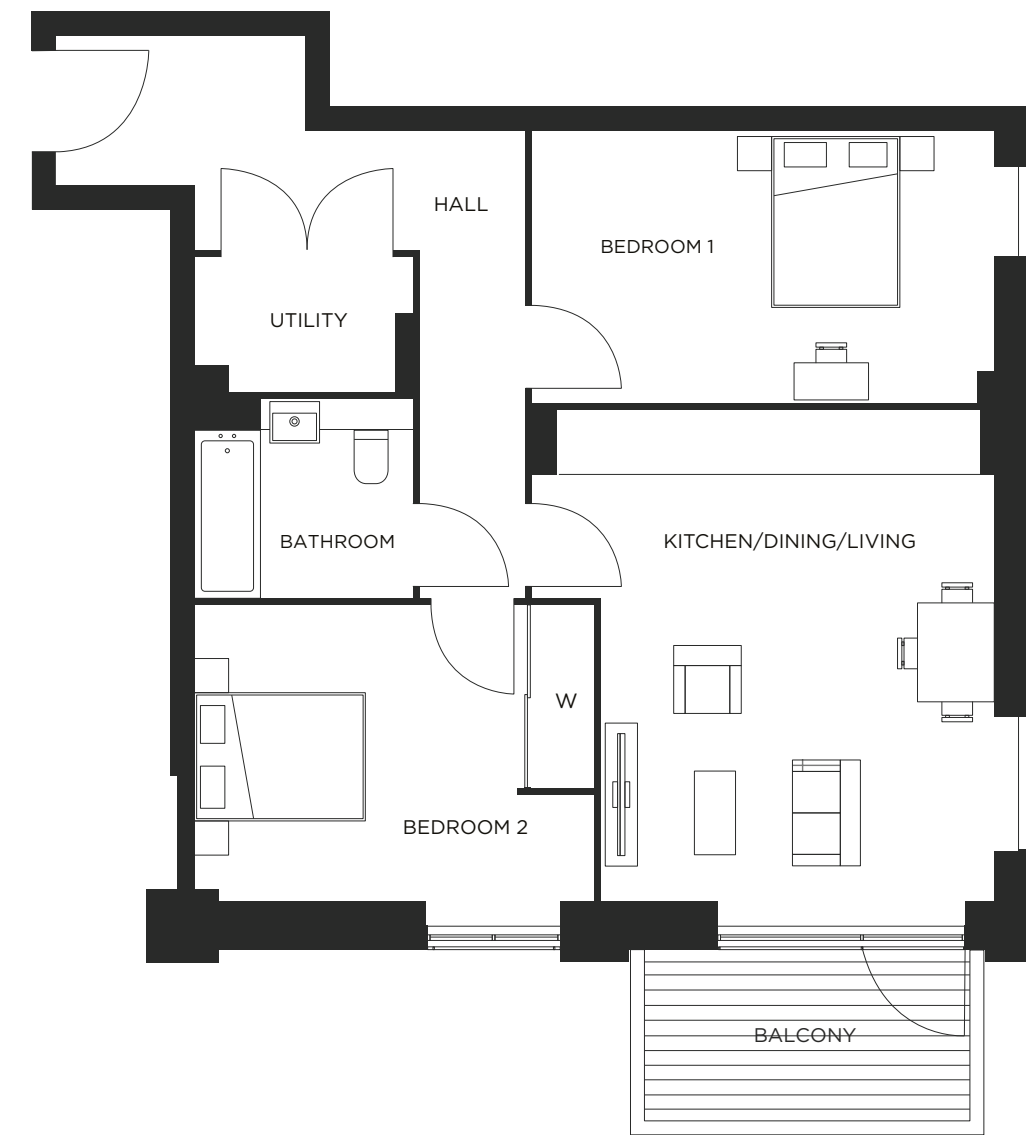 HALL
BEDROOM 1
UTILITY
BATHROOM
KITCHEN/DINING/LIVING
W
BEDROOM 2
BALCONY